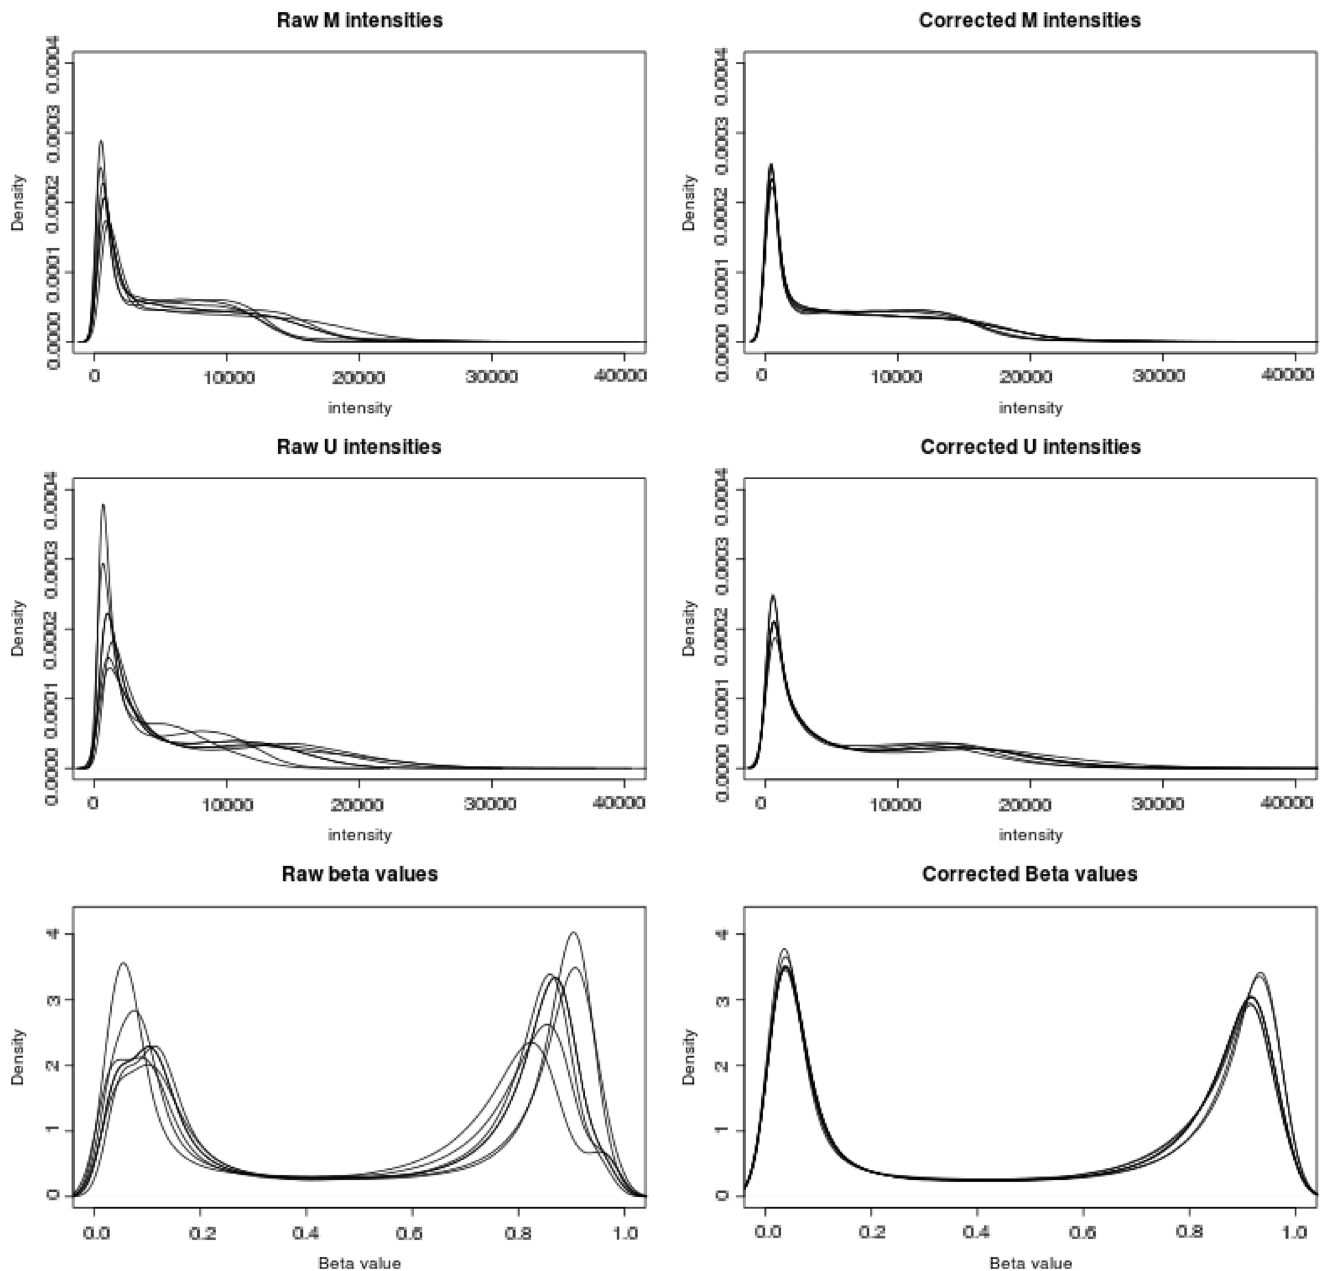 Raw M intensities
Density
0.0000 0.0001 0.0002 0.0003 0.0004
0 10000 20000 30000 40000
intensity
Corrected M intensities
Density
0.0000 0.0001 0.0002 0.0003 0.0004
0 10000 20000 30000 40000
intensity
Raw U intensities
Density
0.0000 0.0001 0.0002 0.0003 0.0004
0 10000 20000 30000 40000
intensity
Corrected U intensities
Density
0.0000 0.0001 0.0002 0.0003 0.0004
0 10000 20000 30000 40000
intensity
Raw beta values
Density
0 1 2 3 4
0.0 0.2 0.4 0.6 0.8 1.0
Beta value
Corrected Beta values
Density
0 1 2 3 4
0.0 0.2 0.4 0.6 0.8 1.0
Beta value